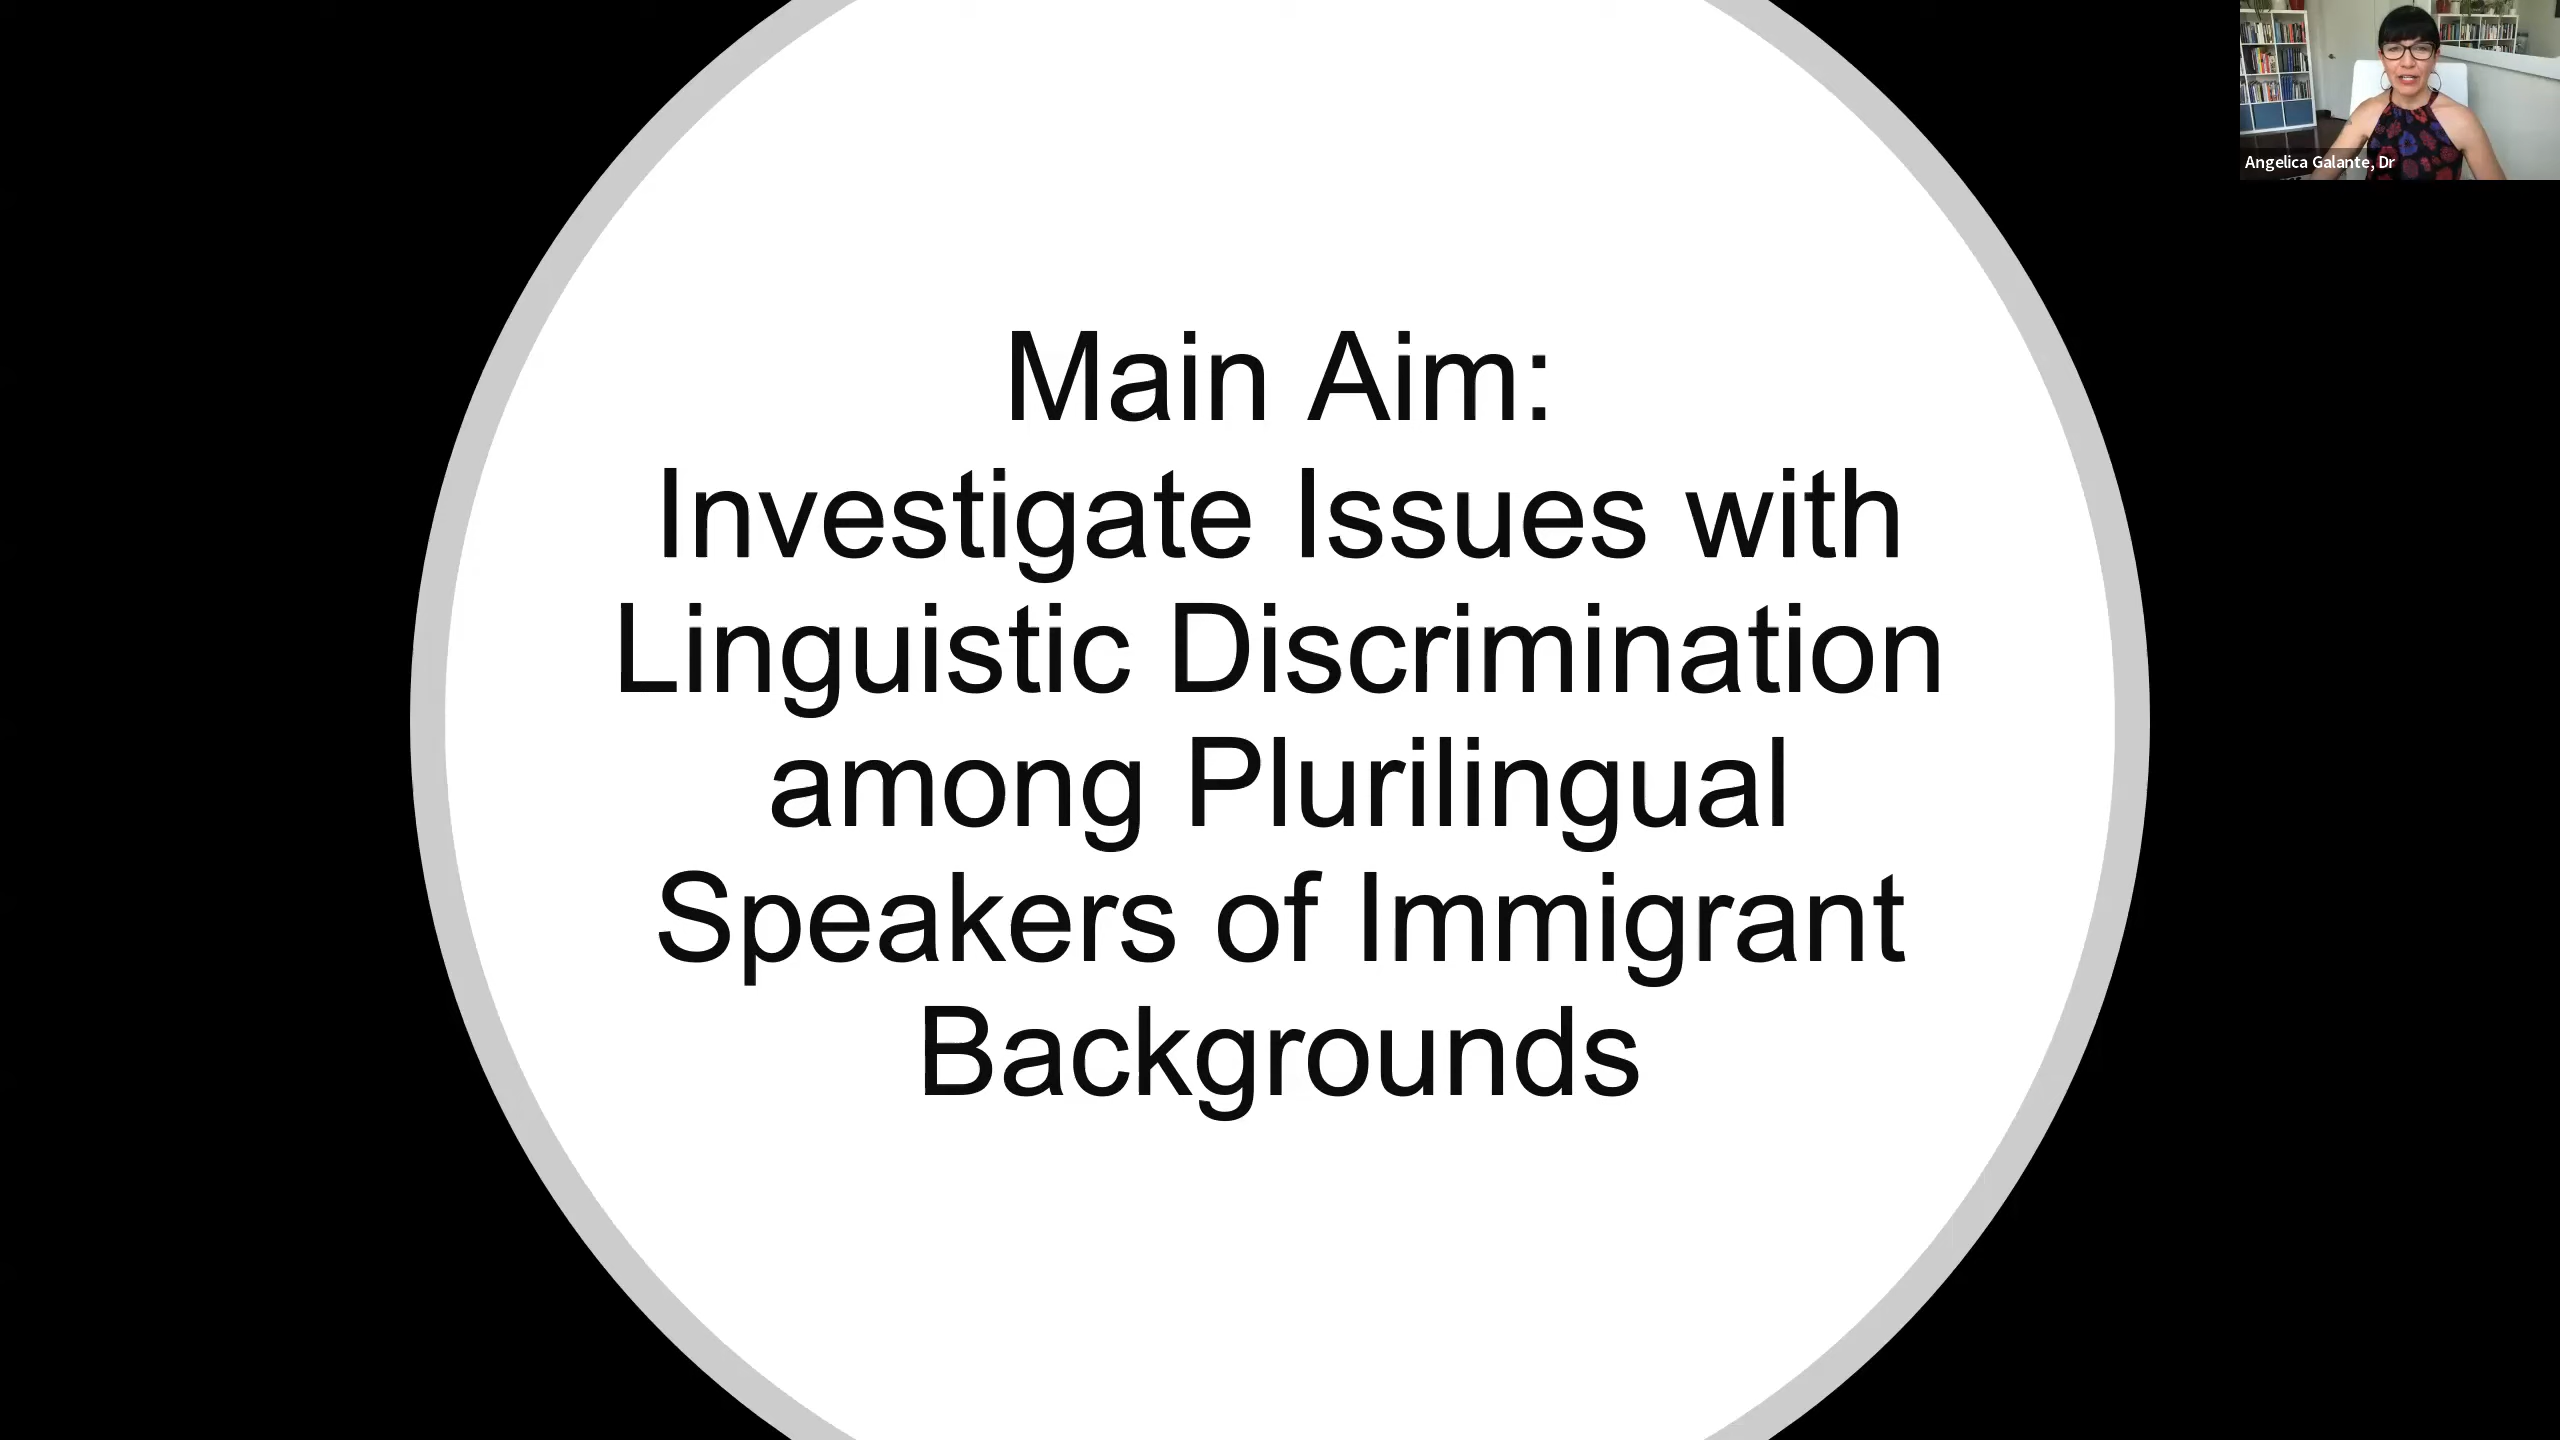 Main Aim:
Investigate Issues with
Linguistic Discrimination
among Plurilingual
Speakers of Immigrant
Backgrounds
Angelica Galante, Dr